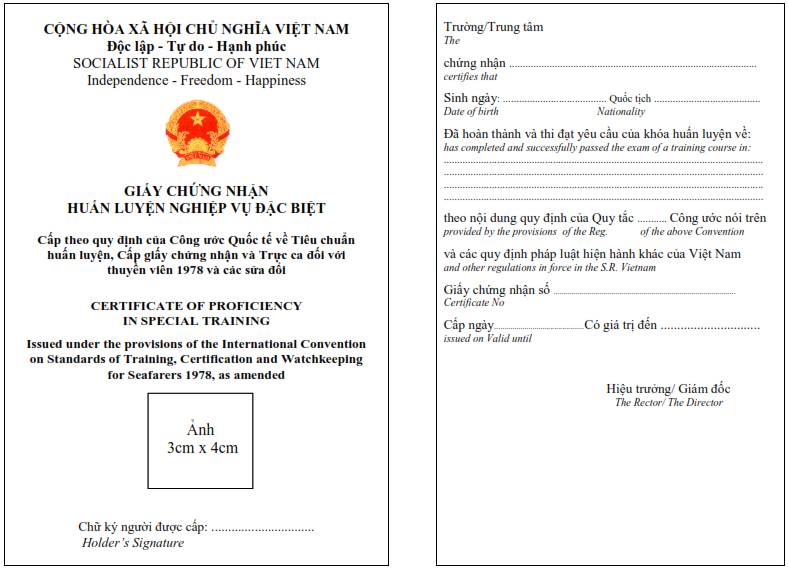 CỘNG HÒA XÃ HỘI CHỦ NGHĨA VIỆT NAM
Độc lập - Tự do - Hạnh phúc
SOCIALIST REPUBLIC OF VIET NAM
Independence - Freedom - Happiness
GIẤY CHỨNG NHẬN
HUẤN LUYỆN NGHIỆP VỤ ĐẶC BIỆT
Cấp theo quy định của Công ước Quốc tế về Tiêu chuẩn
huấn luyện, Cấp giấy chứng nhận và Trực ca đối với
thuyền viên 1978 và các sửa đổi
CERTIFICATE OF PROFICIENCY
IN SPECIAL TRAINING
Issued under the provisions of the International Convention
on Standards of Training, Certification and Watchkeeping
for Seafarers 1978, as amended
Ảnh
3cm x 4cm
Chữ ký người được cấp: ...............................
Holder's Signature
Trường/Trung tâm
The
chứng nhận ...............................................................................
certifies that
Sinh ngày: .................................. Quốc tịch ...................................
Date of birth Nationality
Đã hoàn thành và thi đạt yêu cầu của khóa huấn luyện về:
has completed and successfully passed the exam of a training course in:
..........................................................................................................
..........................................................................................................
..........................................................................................................
..........................................................................................................
theo nội dung quy định của Quy tắc .......... Công ước nói trên
provided by the provisions of the Reg. of the above Convention
và các quy định pháp luật hiện hành khác của Việt Nam
and other regulations in force in the S.R. Vietnam
Giấy chứng nhận số .............................................................
Certificate No
Cấp ngày..............................Có giá trị đến ..............................
issued on Valid until
Hiệu trưởng/ Giám đốc
The Rector/ The Director